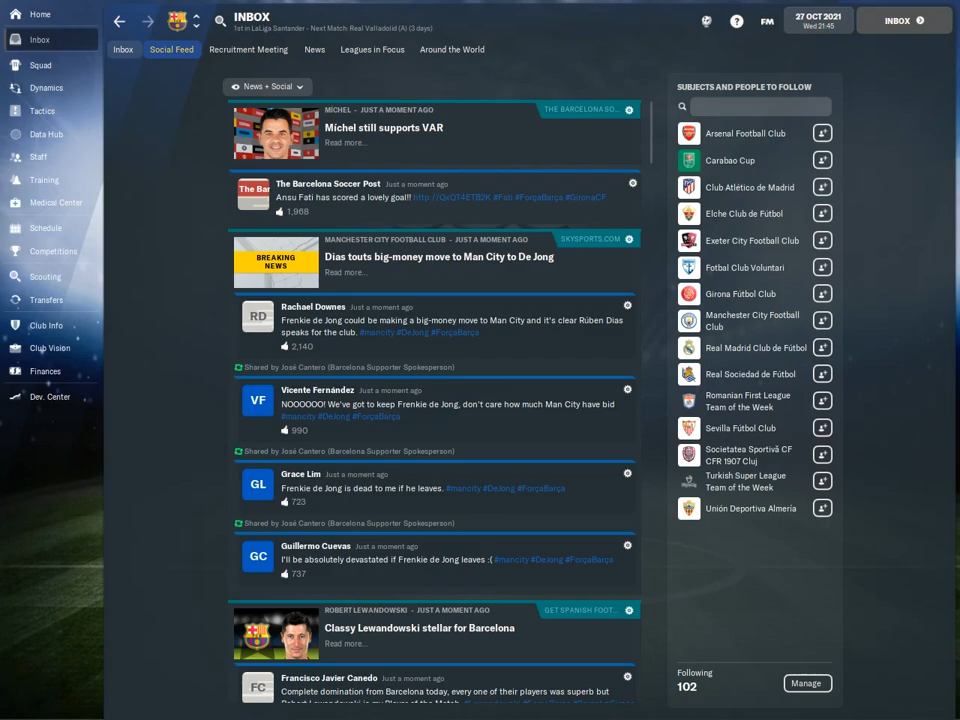 Home
Inbox
Squad
Dynamics
Tactics
Data Hub
Staff
Training
Medical Center
Schedule
Competitions
Scouting
Transfers
Club Info
Club Vision
Finances
Dev. Center
INBOX
1st in LaLiga Santander - Next Match: Real Valladolid (A) (3 days)
?
FM
27 OCT 2021
Wed 21:45
INBOX
Inbox
Social Feed
Recruitment Meeting
News
Leagues in Focus
Around the World
News + Social
MÍCHEL - JUST A MOMENT AGO
THE BARCELONA SO...
Míchel still supports VAR
Read more...
The Bar
The Barcelona Soccer Post Just a moment ago
Ansu Fati has scored a lovely goal!! http://QxQT4ETB2K #Fati #ForçaBarça #GironaCF
1,968
MANCHESTER CITY FOOTBALL CLUB - JUST A MOMENT AGO
SKYSPORTS.COM
BREAKING
NEWS
Dias touts big-money move to Man City to De Jong
Read more...
RD
Rachael Downes Just a moment ago
Frenkie de Jong could be making a big-money move to Man City and it's clear Rúben Dias
speaks for the club. #mancity #DeJong #ForçaBarça
2,140
Shared by José Cantero (Barcelona Supporter Spokesperson)
VF
Vicente Fernández Just a moment ago
NOOOOOO! We've got to keep Frenkie de Jong, don't care how much Man City have bid
#mancity #DeJong #ForçaBarça
990
Shared by José Cantero (Barcelona Supporter Spokesperson)
GL
Grace Lim Just a moment ago
Frenkie de Jong is dead to me if he leaves. #mancity #DeJong #ForçaBarça
723
Shared by José Cantero (Barcelona Supporter Spokesperson)
GC
Guillermo Cuevas Just a moment ago
I'll be absolutely devastated if Frenkie de Jong leaves :( #mancity #DeJong #ForçaBarça
737
ROBERT LEWANDOWSKI - JUST A MOMENT AGO
GET SPANISH FOOT...
Classy Lewandowski stellar for Barcelona
Read more...
FC
Francisco Javier Canedo Just a moment ago
Complete domination from Barcelona today, every one of their players was superb but
Robert Lewandowski is my Player of the Match.
SUBJECTS AND PEOPLE TO FOLLOW
Arsenal Football Club
Carabao Cup
Club Atlético de Madrid
Elche Club de Fútbol
Exeter City Football Club
Fotbal Club Voluntari
Girona Fútbol Club
Manchester City Football
Club
Real Madrid Club de Fútbol
Real Sociedad de Fútbol
Romanian First League
Team of the Week
Sevilla Fútbol Club
Societatea Sportivă CF
CFR 1907 Cluj
Turkish Super League
Team of the Week
Unión Deportiva Almería
Following
102
Manage